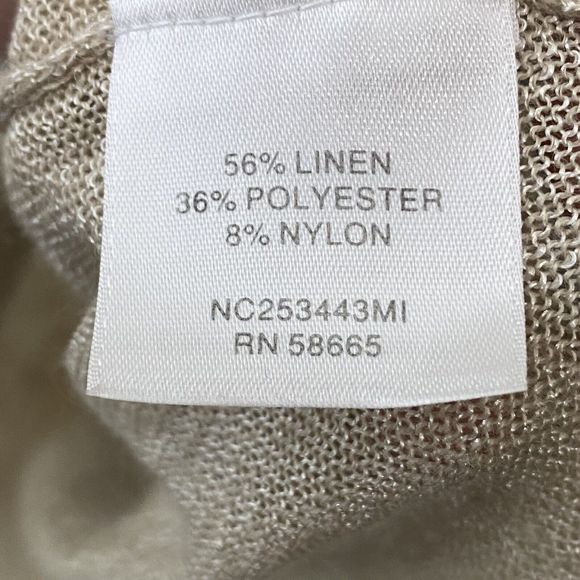 56% LINEN
36% POLYESTER
8% NYLON
NC253443MI
RN 58665